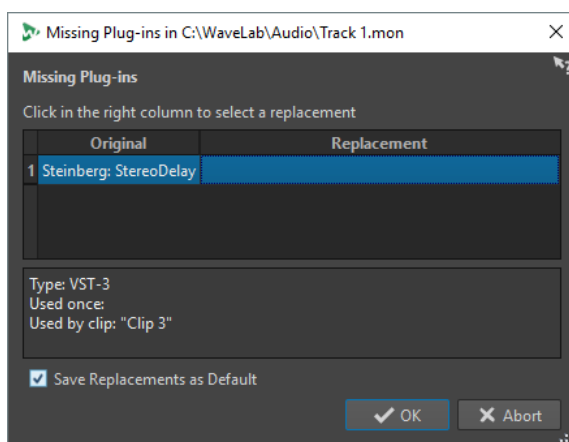 Missing Plug-ins in C:\WaveLab\Audio\Track 1.mon
Missing Plug-ins
Click in the right column to select a replacement
Original Replacement
1 Steinberg: StereoDelay
Type: VST-3
Used once:
Used by clip: "Clip 3"
Save Replacements as Default
OK Abort